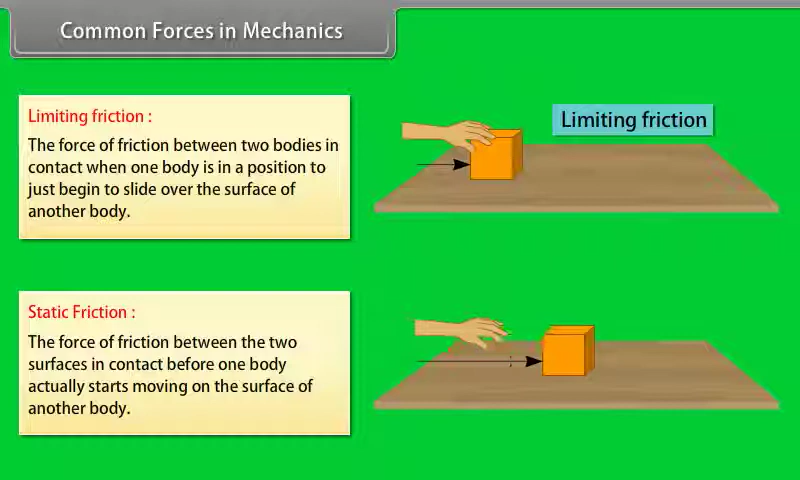 Common Forces in Mechanics
Limiting friction :
The force of friction between two bodies in
contact when one body is in a position to
just begin to slide over the surface of
another body.
Limiting friction
Static Friction :
The force of friction between the two
surfaces in contact before one body
actually starts moving on the surface of
another body.